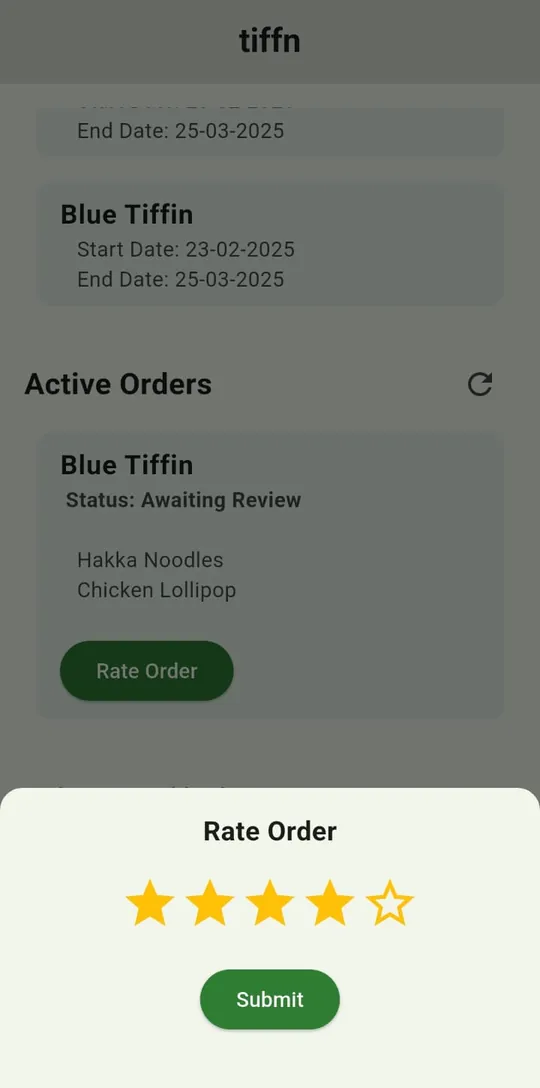 tiffn
End Date: 25-03-2025
Blue Tiffin
Start Date: 23-02-2025
End Date: 25-03-2025
Active Orders
Blue Tiffin
Status: Awaiting Review
Hakka Noodles
Chicken Lollipop
Rate Order
Rate Order
Submit